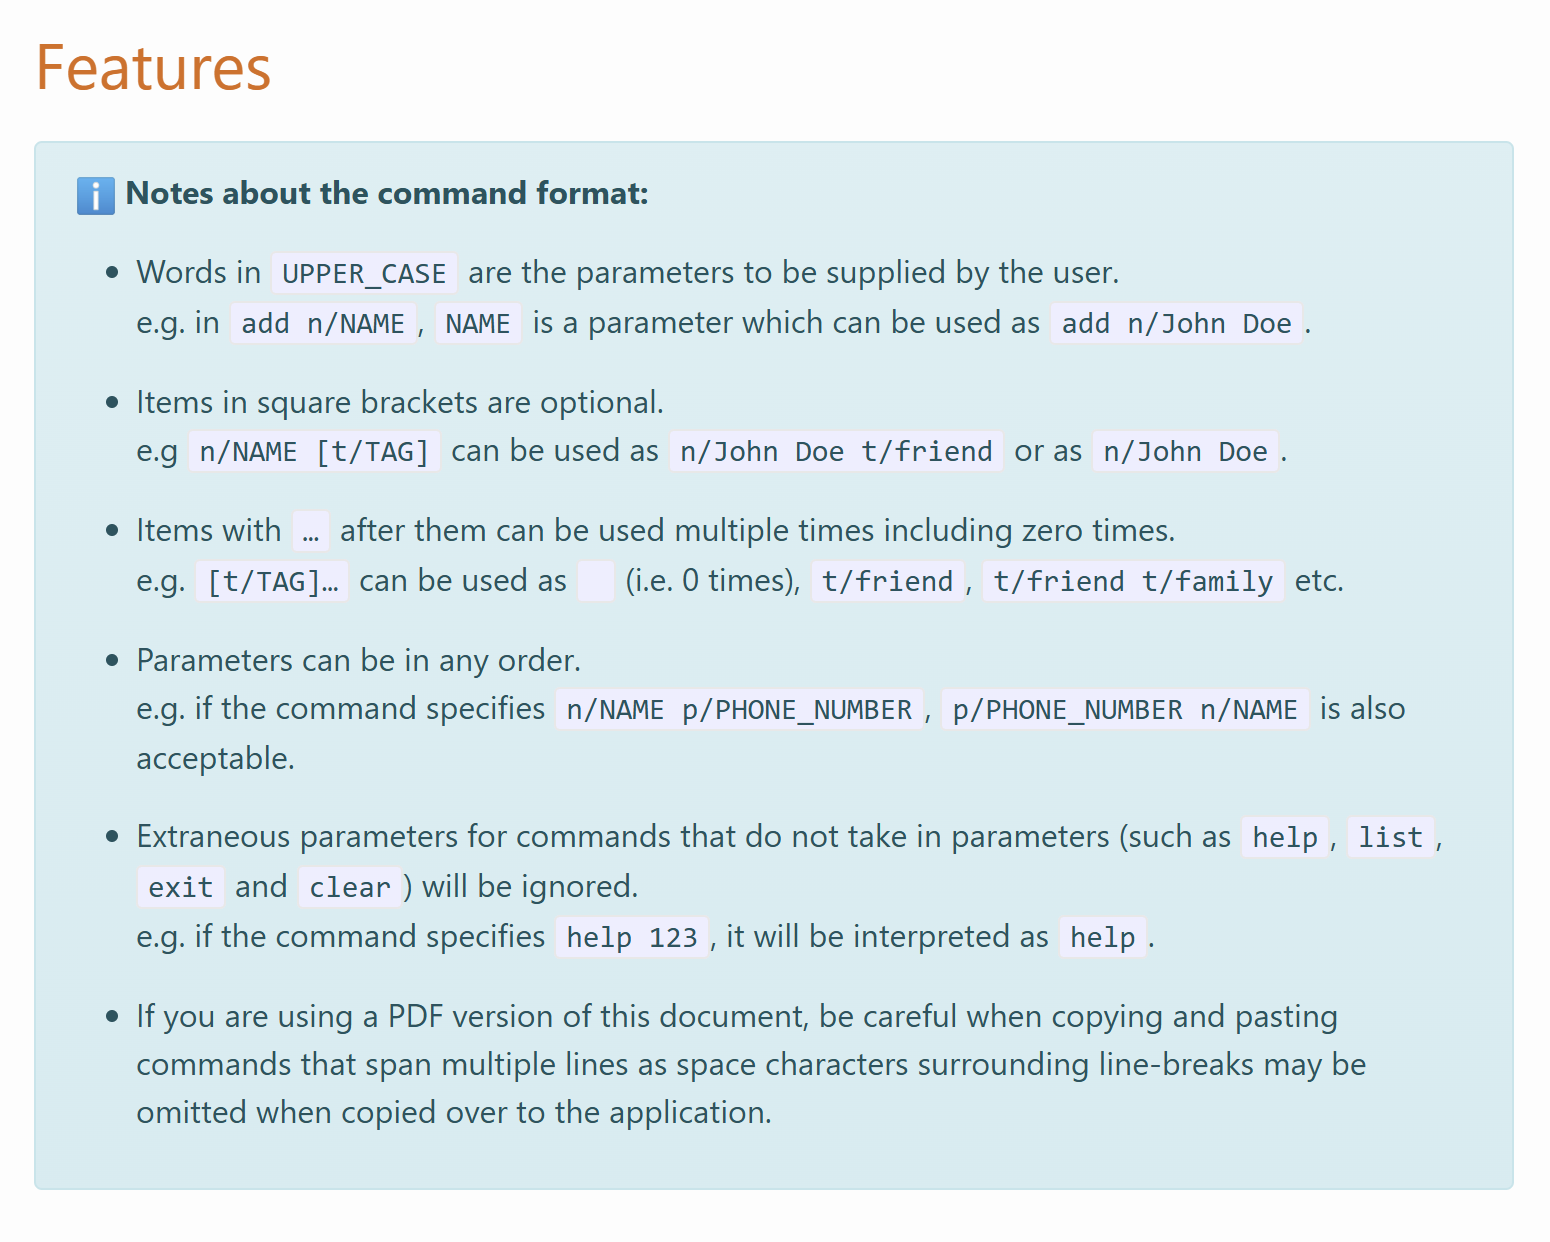 Features
ℹ️ Notes about the command format:
• Words in UPPER_CASE are the parameters to be supplied by the user.
e.g. in add n/NAME, NAME is a parameter which can be used as add n/John Doe.
• Items in square brackets are optional.
e.g n/NAME [t/TAG] can be used as n/John Doe t/friend or as n/John Doe.
• Items with … after them can be used multiple times including zero times.
e.g. [t/TAG]… can be used as   (i.e. 0 times), t/friend, t/friend t/family etc.
• Parameters can be in any order.
e.g. if the command specifies n/NAME p/PHONE_NUMBER, p/PHONE_NUMBER n/NAME is also
acceptable.
• Extraneous parameters for commands that do not take in parameters (such as help, list,
exit and clear) will be ignored.
e.g. if the command specifies help 123, it will be interpreted as help.
• If you are using a PDF version of this document, be careful when copying and pasting
commands that span multiple lines as space characters surrounding line-breaks may be
omitted when copied over to the application.